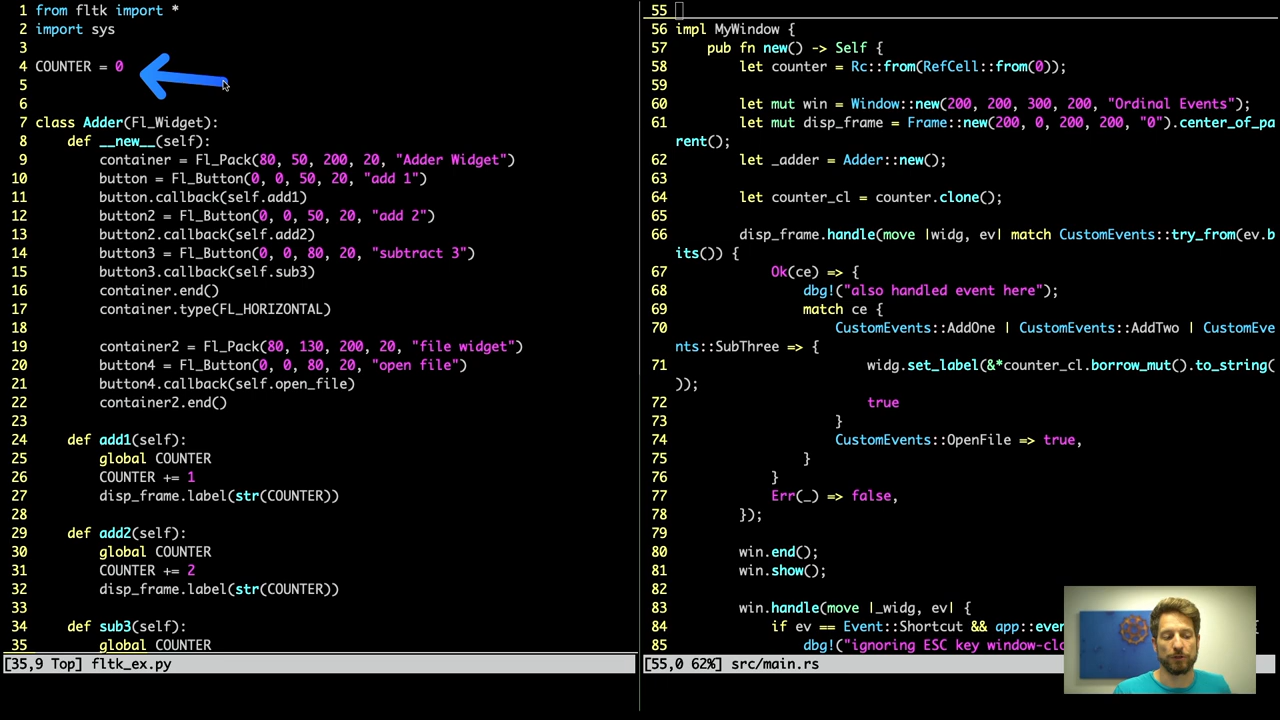 1 from fltk import *
2 import sys
3
4 COUNTER = 0
5
6
7 class Adder(Fl_Widget):
8     def __new__(self):
9         container = Fl_Pack(80, 50, 200, 20, "Adder Widget")
10         button = Fl_Button(0, 0, 50, 20, "add 1")
11         button.callback(self.add1)
12         button2 = Fl_Button(0, 0, 50, 20, "add 2")
13         button2.callback(self.add2)
14         button3 = Fl_Button(0, 0, 80, 20, "subtract 3")
15         button3.callback(self.sub3)
16         container.end()
17         container.type(FL_HORIZONTAL)
18
19         container2 = Fl_Pack(80, 130, 200, 20, "file widget")
20         button4 = Fl_Button(0, 0, 80, 20, "open file")
21         button4.callback(self.open_file)
22         container2.end()
23
24     def add1(self):
25         global COUNTER
26         COUNTER += 1
27         disp_frame.label(str(COUNTER))
28
29     def add2(self):
30         global COUNTER
31         COUNTER += 2
32         disp_frame.label(str(COUNTER))
33
34     def sub3(self):
35         global COUNTER
[35,9 Top] fltk_ex.py
55
56 impl MyWindow {
57     pub fn new() -> Self {
58         let counter = Rc::from(RefCell::from(0));
59
60         let mut win = Window::new(200, 200, 300, 200, "Ordinal Events");
61         let mut disp_frame = Frame::new(200, 0, 200, 200, "0").center_of_pa
rent();
62         let _adder = Adder::new();
63
64         let counter_cl = counter.clone();
65
66         disp_frame.handle(move |widg, ev| match CustomEvents::try_from(ev.b
its()) {
67             Ok(ce) => {
68                 dbg!("also handled event here");
69                 match ce {
70                     CustomEvents::AddOne | CustomEvents::AddTwo | CustomEve
nts::SubThree => {
71                         widg.set_label(&*counter_cl.borrow_mut().to_string(
));
72                         true
73                     }
74                     CustomEvents::OpenFile => true,
75                 }
76             }
77             Err(_) => false,
78         });
79
80         win.end();
81         win.show();
82
83         win.handle(move |_widg, ev| {
84             if ev == Event::Shortcut && app::even
85                 dbg!("ignoring ESC key window-clo
[55,0 62%] src/main.rs